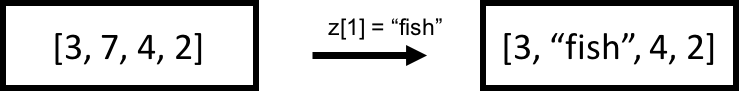 [3, 7, 4, 2]
z[1] = “fish”
[3, “fish”, 4, 2]